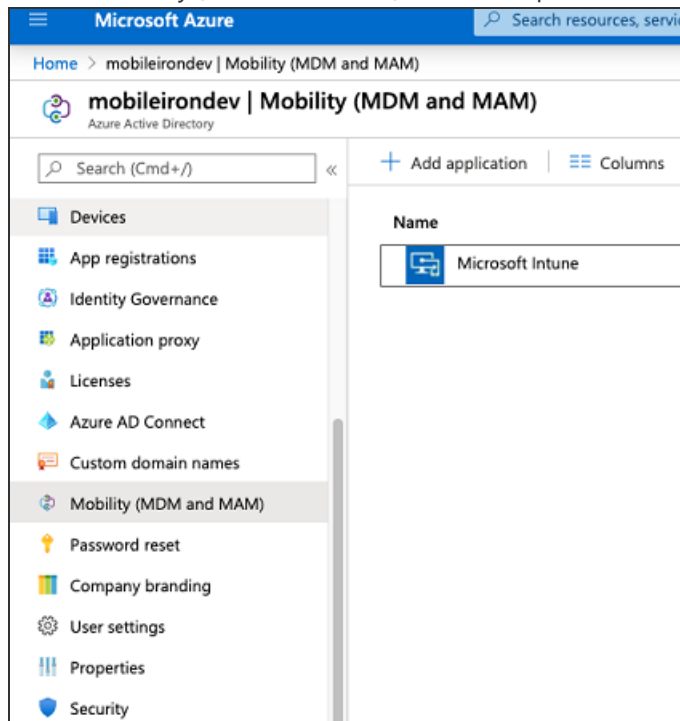 Microsoft Azure
Search resources, servi
Home > mobileirondev | Mobility (MDM and MAM)
mobileirondev | Mobility (MDM and MAM)
Azure Active Directory
Search (Cmd+/)
«
+ Add application
Columns
Devices
Name
App registrations
Microsoft Intune
Identity Governance
Application proxy
Licenses
Azure AD Connect
Custom domain names
Mobility (MDM and MAM)
Password reset
Company branding
User settings
Properties
Security